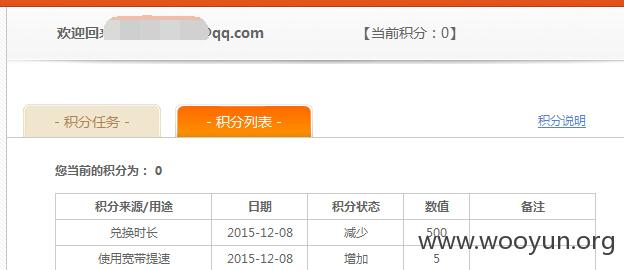 欢迎回来 @qq.com 【当前积分：0】
- 积分任务 - - 积分列表 - 积分说明
您当前的积分为： 0
积分来源/用途 日期 积分状态 数值 备注
兑换时长 2015-12-08 减少 500
使用宽带提速 2015-12-08 增加 5
www.wooyun.org